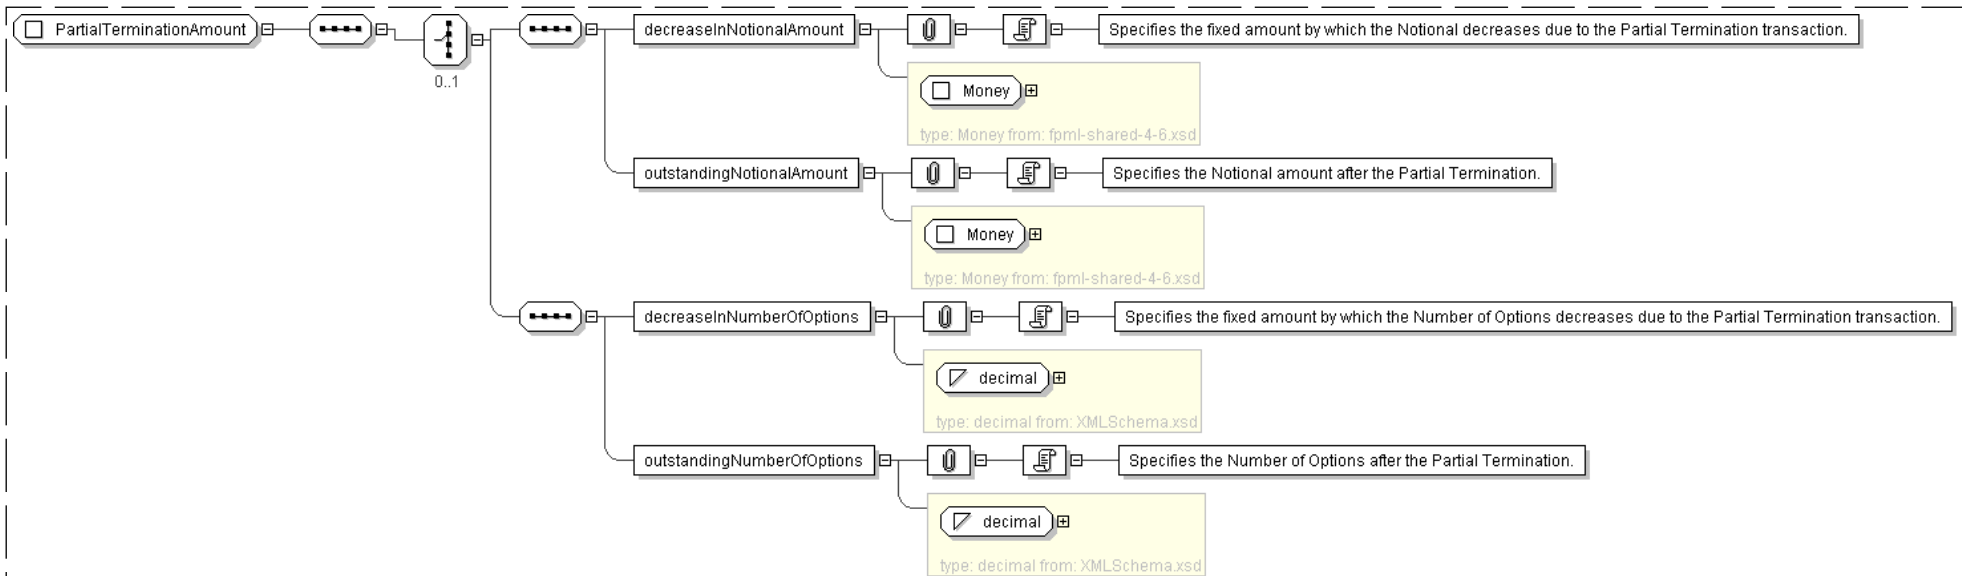 PartialTerminationAmount
0..1
decreaseInNotionalAmount
Specifies the fixed amount by which the Notional decreases due to the Partial Termination transaction.
Money
type: Money from: fpml-shared-4-6.xsd
outstandingNotionalAmount
Specifies the Notional amount after the Partial Termination.
Money
type: Money from: fpml-shared-4-6.xsd
decreaseInNumberOfOptions
Specifies the fixed amount by which the Number of Options decreases due to the Partial Termination transaction.
decimal
type: decimal from: XMLSchema.xsd
outstandingNumberOfOptions
Specifies the Number of Options after the Partial Termination.
decimal
type: decimal from: XMLSchema.xsd